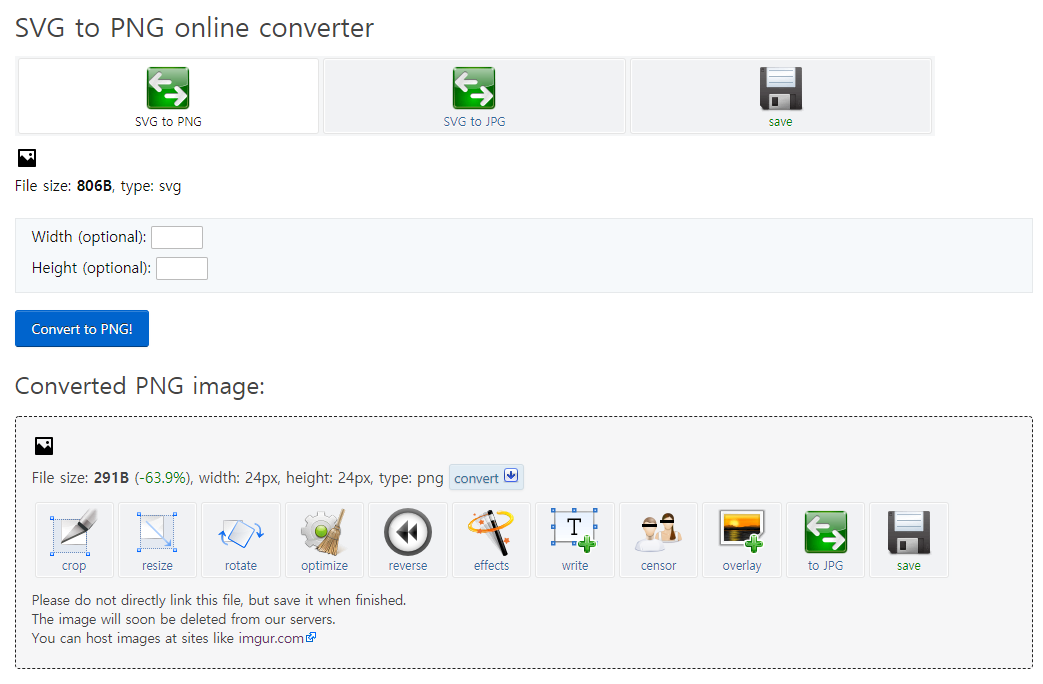 SVG to PNG online converter
SVG to PNG SVG to JPG save
File size: 806B, type: svg
Width (optional):
Height (optional):
Convert to PNG!
Converted PNG image:
File size: 291B (-63.9%), width: 24px, height: 24px, type: png convert
T
crop resize rotate optimize reverse effects write censor overlay to JPG save
Please do not directly link this file, but save it when finished.
The image will soon be deleted from our servers.
You can host images at sites like imgur.com